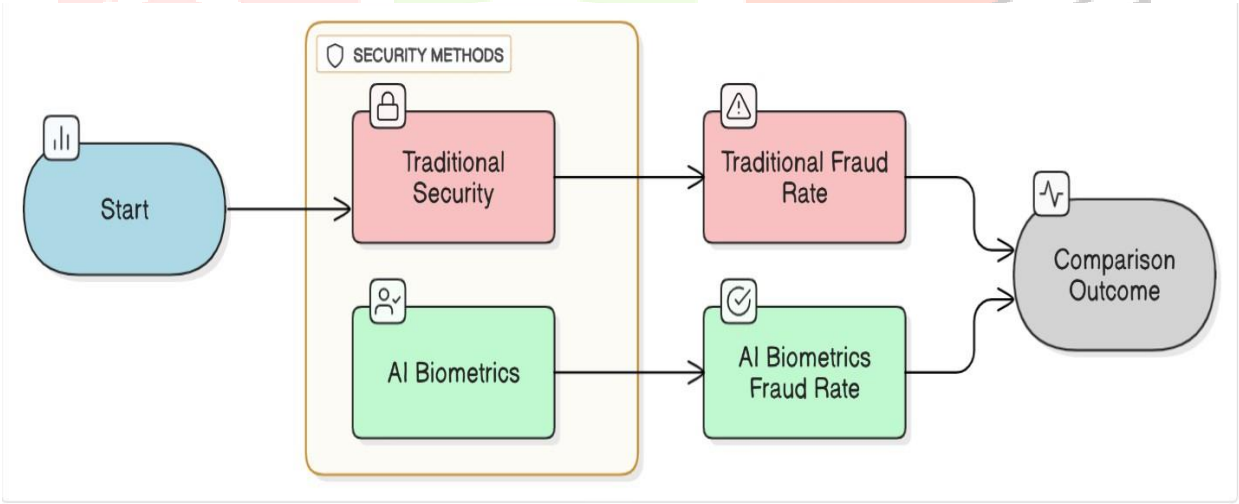 SECURITY METHODS
Start
Traditional
Security
Traditional Fraud
Rate
AI Biometrics
AI Biometrics
Fraud Rate
Comparison
Outcome